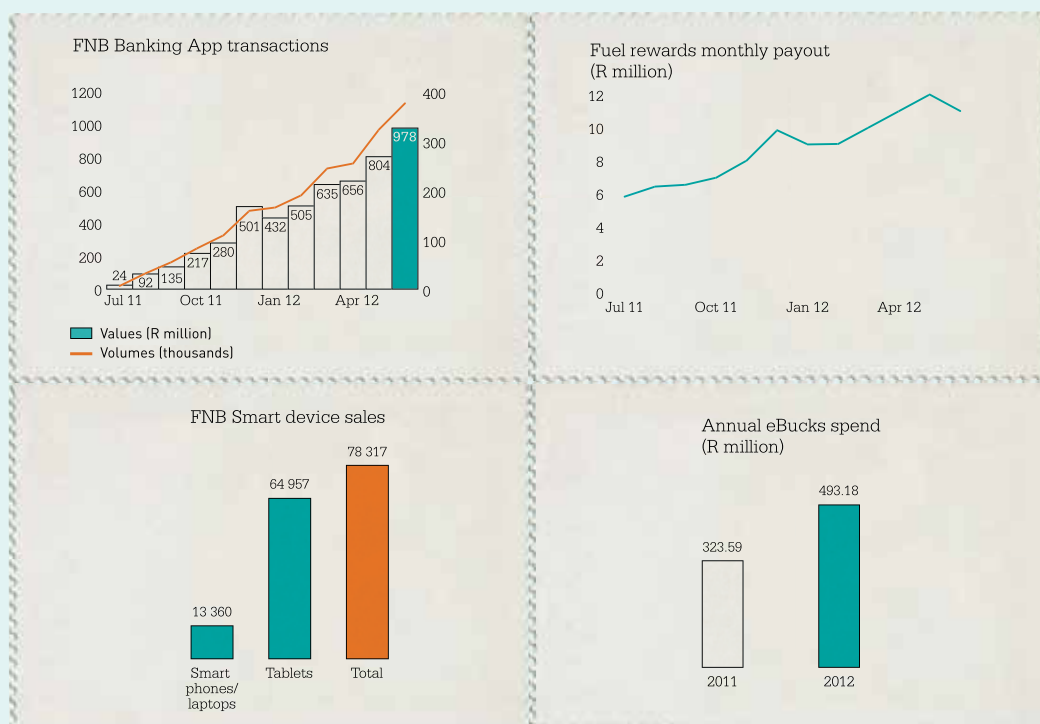 FNB Banking App transactions
1200
1000
800
600
400
200
0
400
300
200
100
0
24
92
135
217
280
501
432
505
635
656
804
978
Jul 11
Oct 11
Jan 12
Apr 12
Values (R million)
Volumes (thousands)
Fuel rewards monthly payout
(R million)
12
10
8
6
4
2
0
Jul 11
Oct 11
Jan 12
Apr 12
FNB Smart device sales
13 360
64 957
78 317
Smart
phones/
laptops
Tablets
Total
Annual eBucks spend
(R million)
323.59
493.18
2011
2012